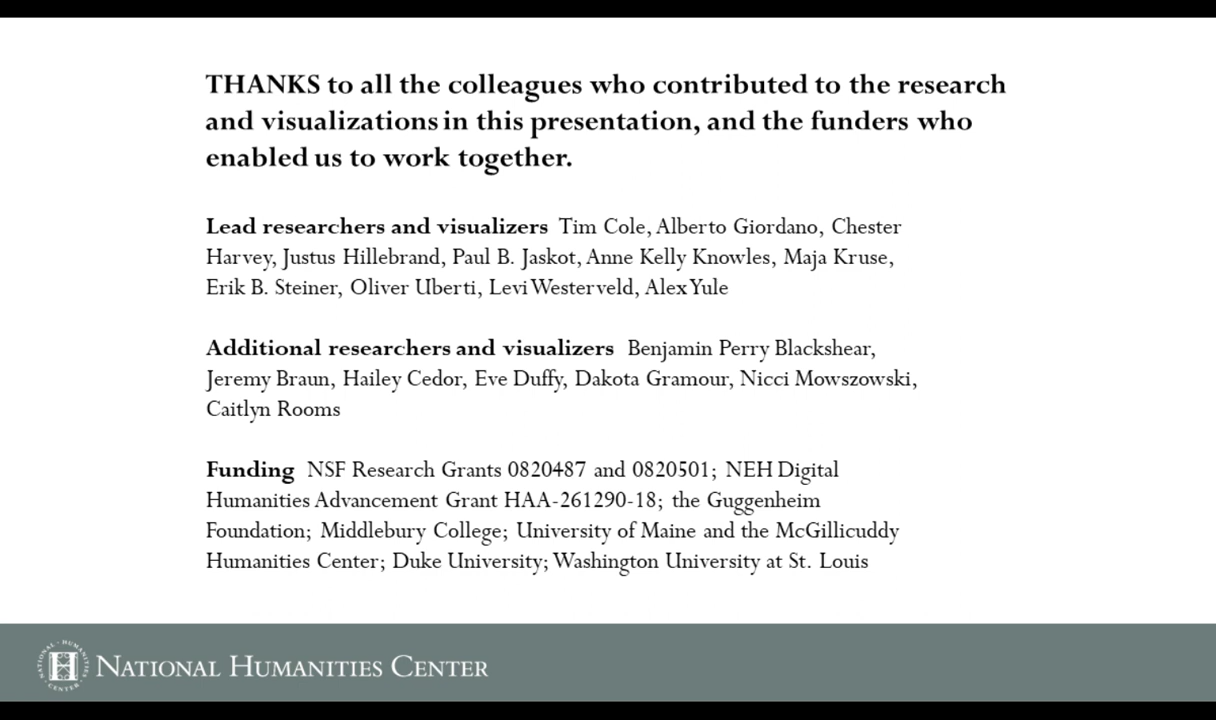 THANKS to all the colleagues who contributed to the research
and visualizations in this presentation, and the funders who
enabled us to work together.
Lead researchers and visualizers Tim Cole, Alberto Giordano, Chester
Harvey, Justus Hillebrand, Paul B. Jaskot, Anne Kelly Knowles, Maja Kruse,
Erik B. Steiner, Oliver Uberti, Levi Westerveld, Alex Yule
Additional researchers and visualizers Benjamin Perry Blackshear,
Jeremy Braun, Hailey Cedor, Eve Duffy, Dakota Gramour, Nicci Mowszowski,
Caitlyn Rooms
Funding NSF Research Grants 0820487 and 0820501; NEH Digital
Humanities Advancement Grant HAA-261290-18; the Guggenheim
Foundation; Middlebury College; University of Maine and the McGillicuddy
Humanities Center; Duke University; Washington University at St. Louis
NATIONAL · HUMANITIES · CENTER ·
H
NATIONAL HUMANITIES CENTER